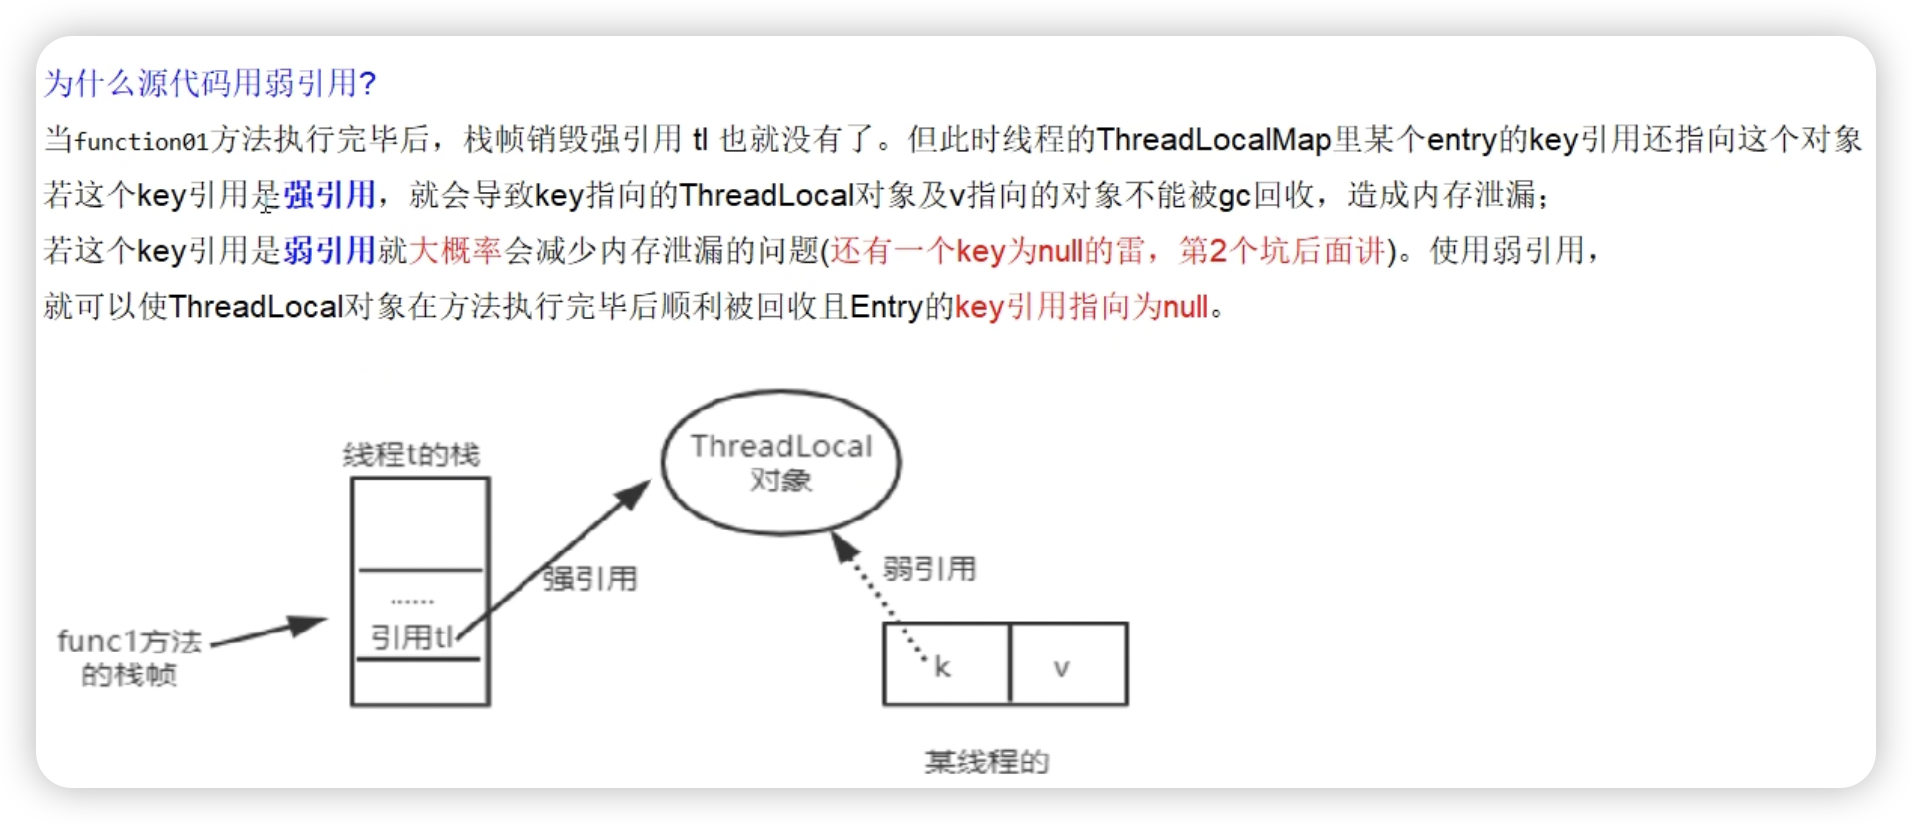 为什么源代码用弱引用?
当function01方法执行完毕后，栈帧销毁强引用 tl 也就没有了。但此时线程的ThreadLocalMap里某个entry的key引用还指向这个对象
若这个key引用是强引用，就会导致key指向的ThreadLocal对象及v指向的对象不能被gc回收，造成内存泄漏；
若这个key引用是弱引用就大概率会减少内存泄漏的问题(还有一个key为null的雷，第2个坑后面讲)。使用弱引用，
就可以使ThreadLocal对象在方法执行完毕后顺利被回收且Entry的key引用指向为null。
ThreadLocal
对象
线程t的栈
强引用
弱引用
......
引用tl
func1方法
的栈帧
k
v
某线程的